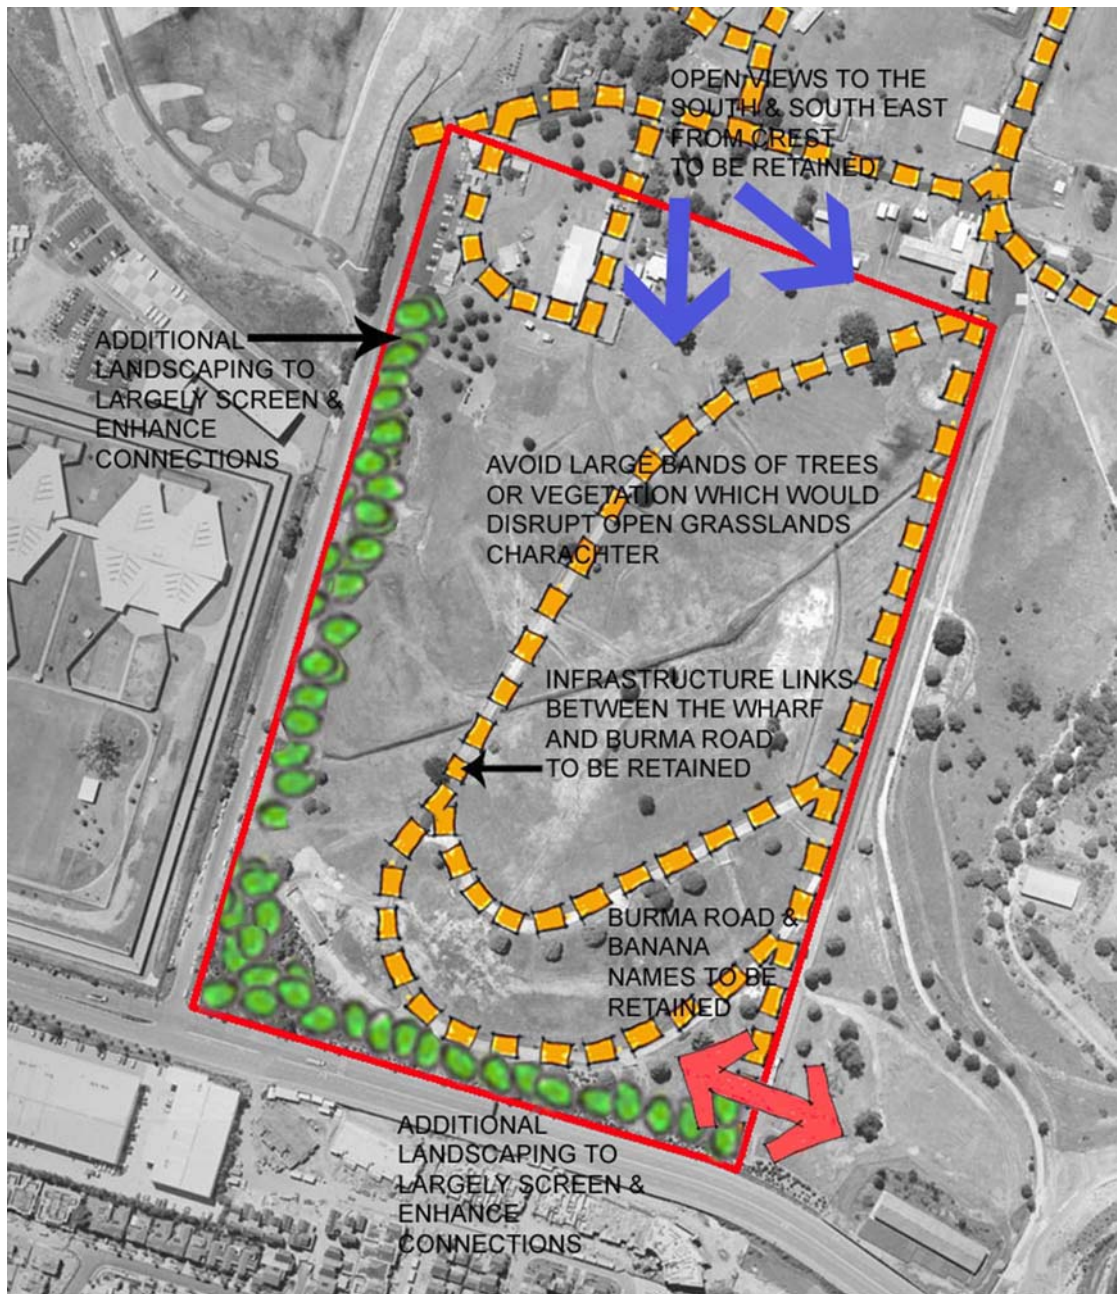 OPEN VIEWS TO THE
SOUTH & SOUTH EAST
FROM CREST
TO BE RETAINED
ADDITIONAL
LANDSCAPING TO
LARGELY SCREEN &
ENHANCE
CONNECTIONS
AVOID LARGE BANDS OF TREES
OR VEGETATION WHICH WOULD
DISRUPT OPEN GRASSLANDS
CHARACHTER
INFRASTRUCTURE LINKS
BETWEEN THE WHARF
AND BURMA ROAD
TO BE RETAINED
BURMA ROAD &
BANANA
NAMES TO BE
RETAINED
ADDITIONAL
LANDSCAPING TO
LARGELY SCREEN &
ENHANCE
CONNECTIONS